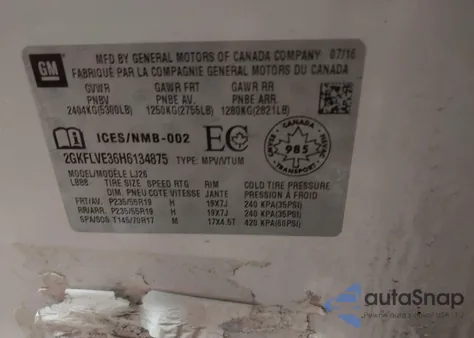 GM
MFD BY GENERAL MOTORS OF CANADA COMPANY 07/16
FABRIQUÉ PAR LA COMPAGNIE GENERAL MOTORS DU CANADA
GVWR GAWR FRT GAWR RR
PNBV PNBE AV. PNBE ARR.
2404KG(5300LB) 1250KG(2755LB) 1280KG(2821LB)
ICES/NMB-002 EC
CANADA 985 TRANSPORT
2GKFLVE35H6134875 TYPE: MPV/VTUM
MODEL/MODÈLE LJ26
TIRE SIZE SPEED RTG RIM COLD TIRE PRESSURE
DIM. PNEU COTE VITESSE JANTE PRESSION À FROID
FRT/AV. P235/55R19 H 19X7J 240 KPA(35PSI)
RR/ARR. P235/55R19 H 19X7J 240 KPA(35PSI)
SPA/SCS T145/70R17 M 17X4.5T 420 KPA(60PSI)
autoSnap